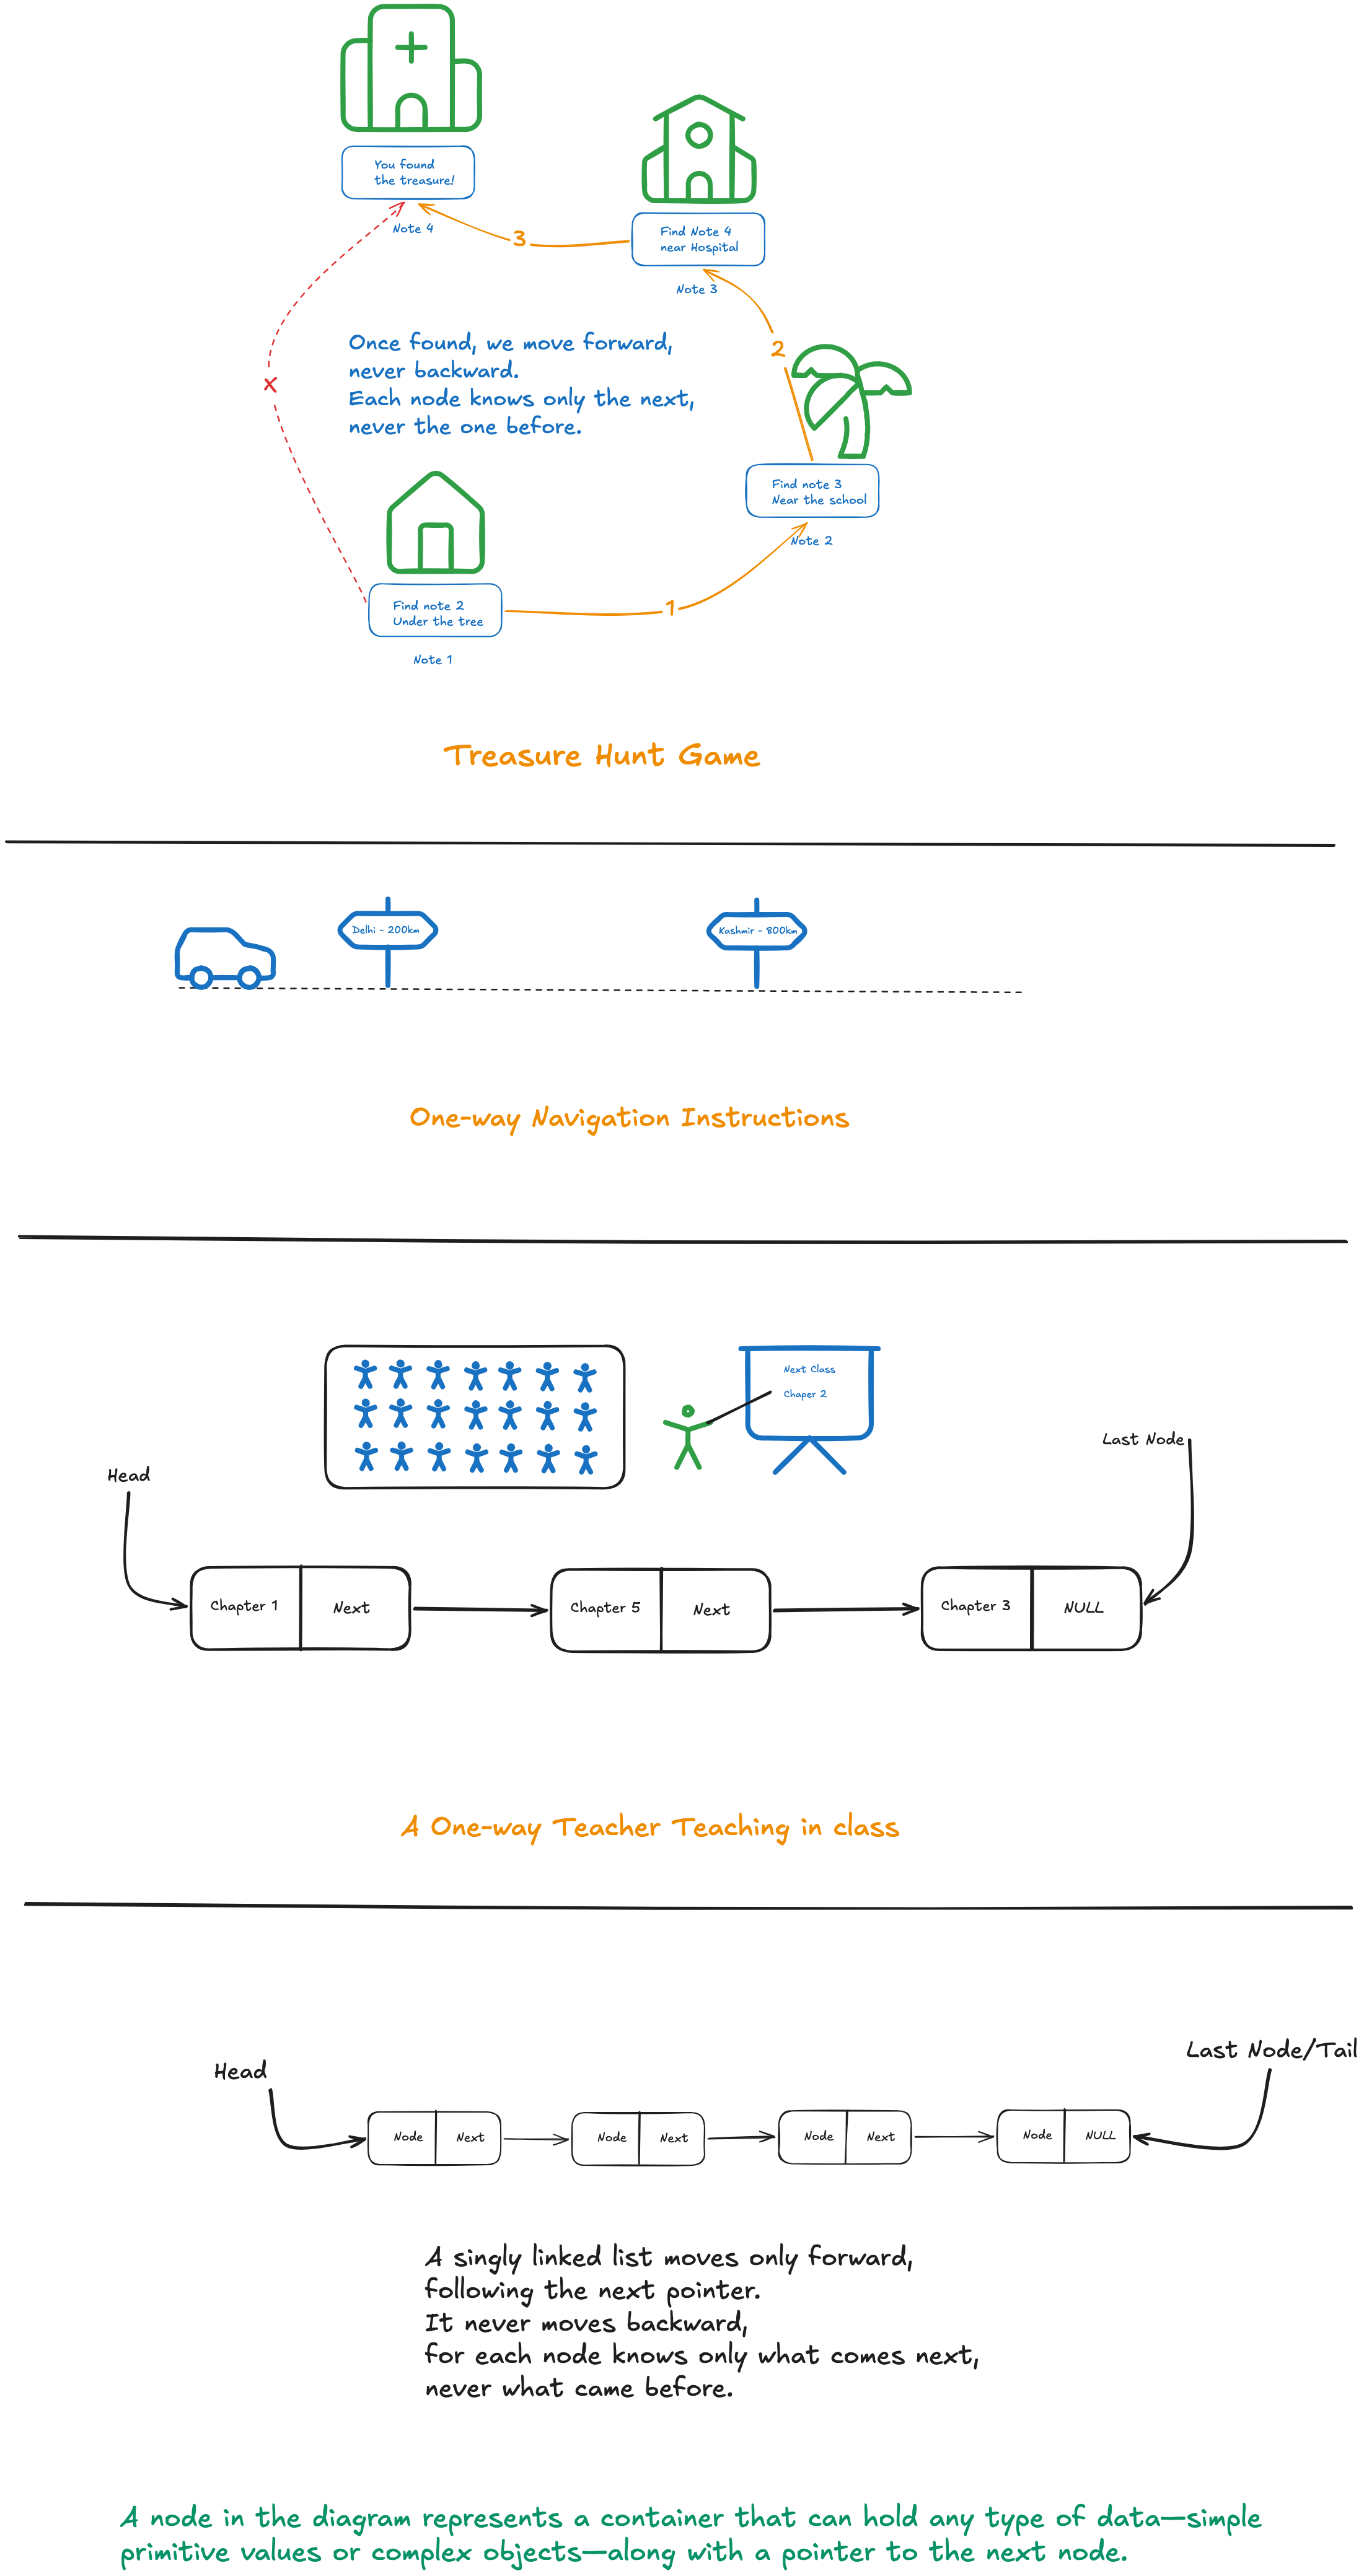 You found
the treasure!
Note 4
Find Note 4
near Hospital
Note 3
3
2
Once found, we move forward,
never backward.
Each node knows only the next,
never the one before.
x
Find note 3
Near the school
Note 2
Find note 2
Under the tree
1
Note 1
Treasure Hunt Game
Delhi - 200km
Kashmir - 800km
One-way Navigation Instructions
Next Class
Chaper 2
Last Node
Head
Chapter 1
Next
Chapter 5
Next
Chapter 3
NULL
A One-way Teacher Teaching in class
Last Node/Tail
Head
Node
Next
Node
Next
Node
Next
Node
NULL
A singly linked list moves only forward,
following the next pointer.
It never moves backward,
for each node knows only what comes next,
never what came before.
A node in the diagram represents a container that can hold any type of data—simple
primitive values or complex objects—along with a pointer to the next node.